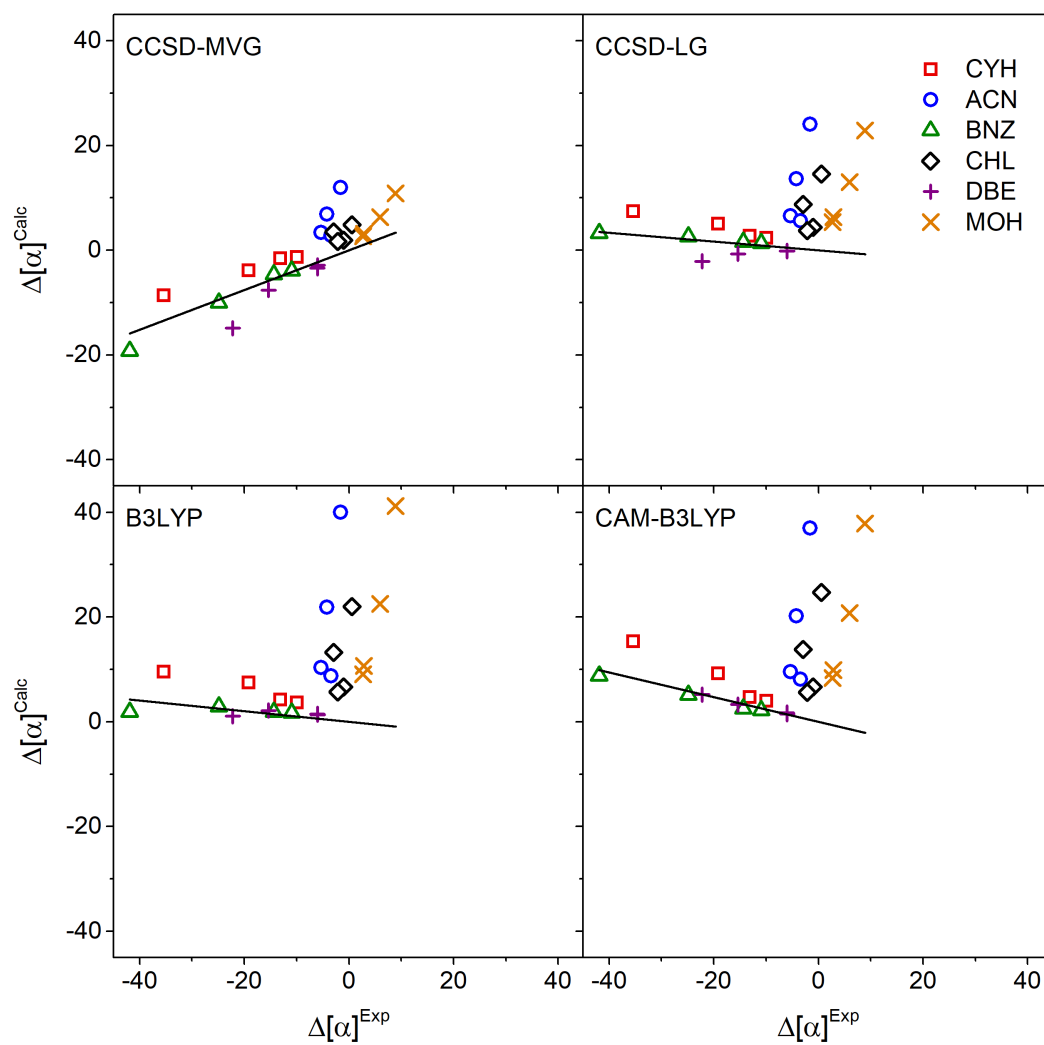 40
20
0
-20
-40
Δ[α]^Calc
CCSD-MVG
CCSD-LG
CYH
ACN
BNZ
CHL
DBE
MOH
40
20
0
-20
-40
Δ[α]^Calc
B3LYP
CAM-B3LYP
-40 -20 0 20 40
-40 -20 0 20 40
Δ[α]^Exp
Δ[α]^Exp